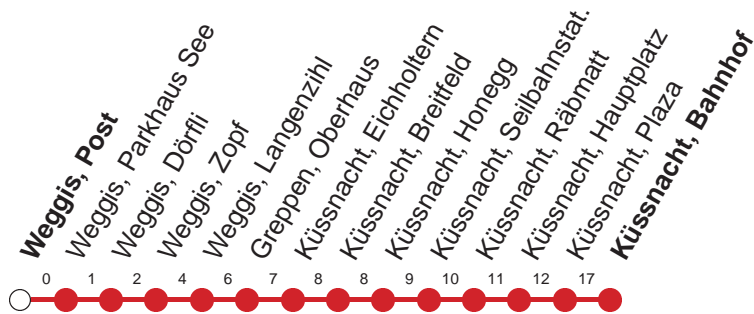 Weggis, Post
Weggis, Parkhaus See
Weggis, Dörfli
Weggis, Zopf
Weggis, Langenzihl
Greppen, Oberhaus
Küssnacht, Eichholtern
Küssnacht, Breitfeld
Küssnacht, Honegg
Küssnacht, Seilbahnstat.
Küssnacht, Räbmatt
Küssnacht, Hauptplatz
Küssnacht, Plaza
Küssnacht, Bahnhof
0 1 2 4 6 7 8 8 9 10 11 12 17